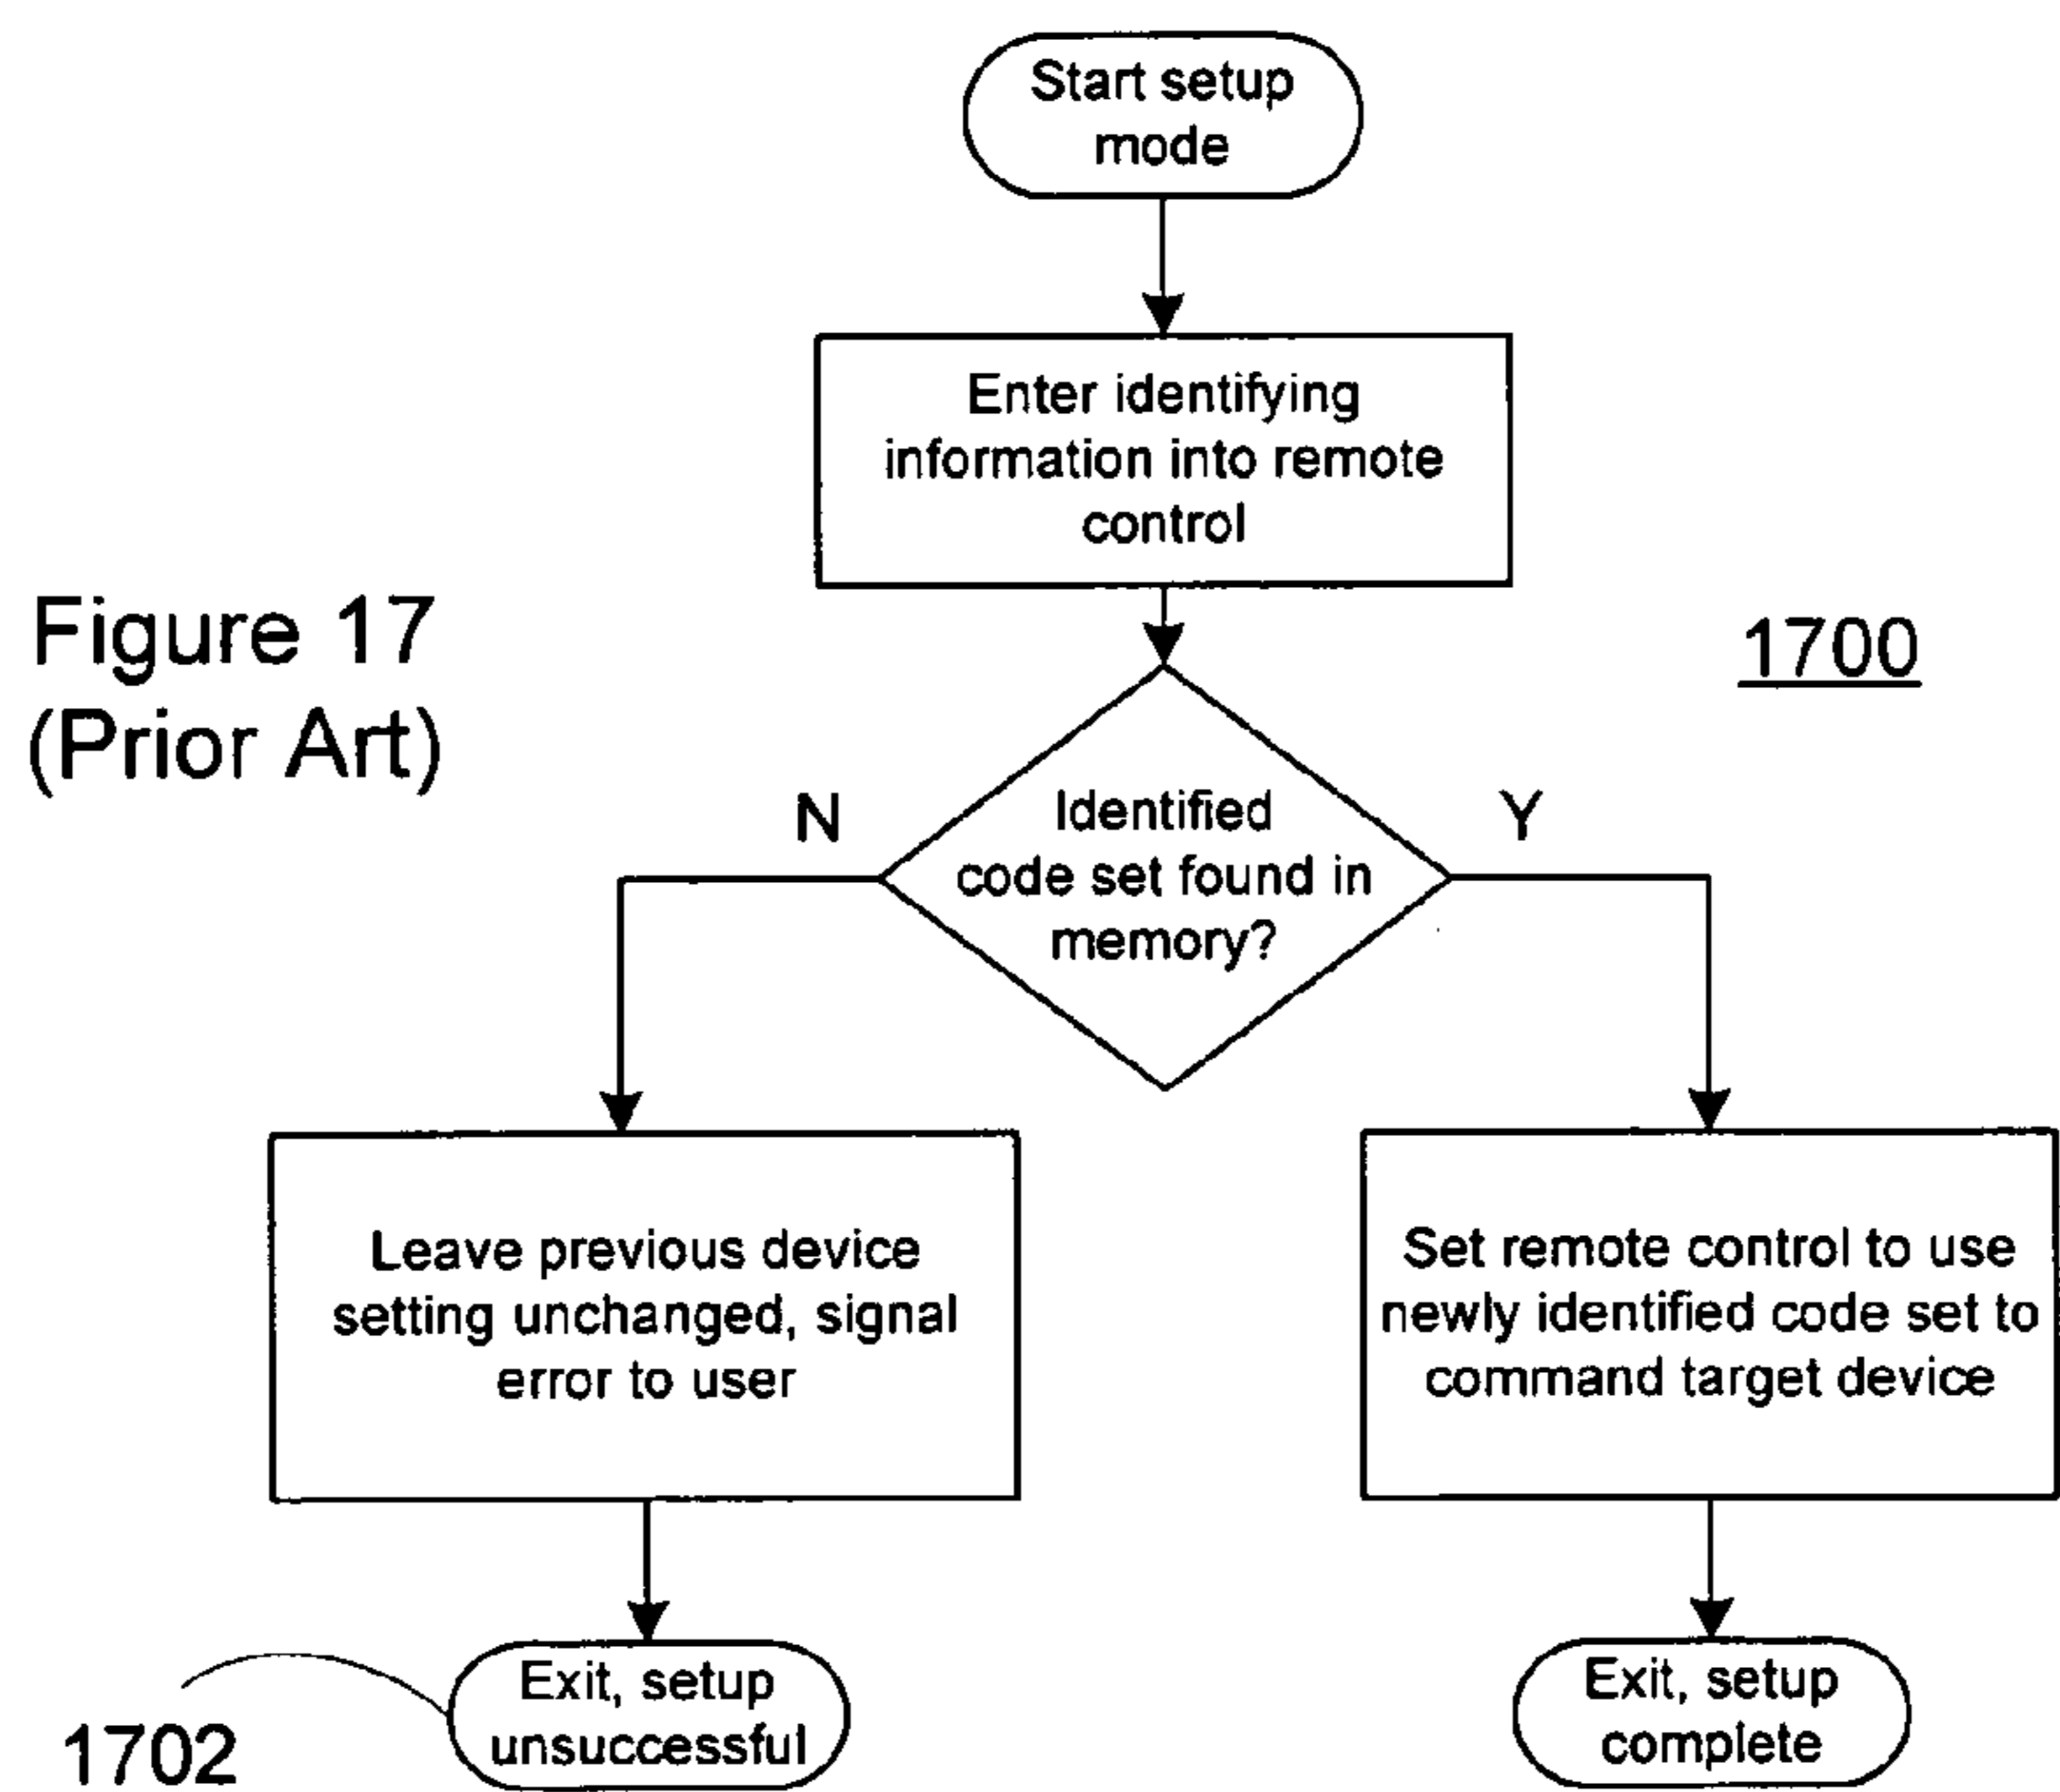 Start setup
mode
Enter identifying
information into remote
control
Figure 17
(Prior Art)
1700
Identified
code set found in
memory?
N
Y
Leave previous device
setting unchanged, signal
error to user
Set remote control to use
newly identified code set to
command target device
Exit, setup
unsuccessful
1702
Exit, setup
complete